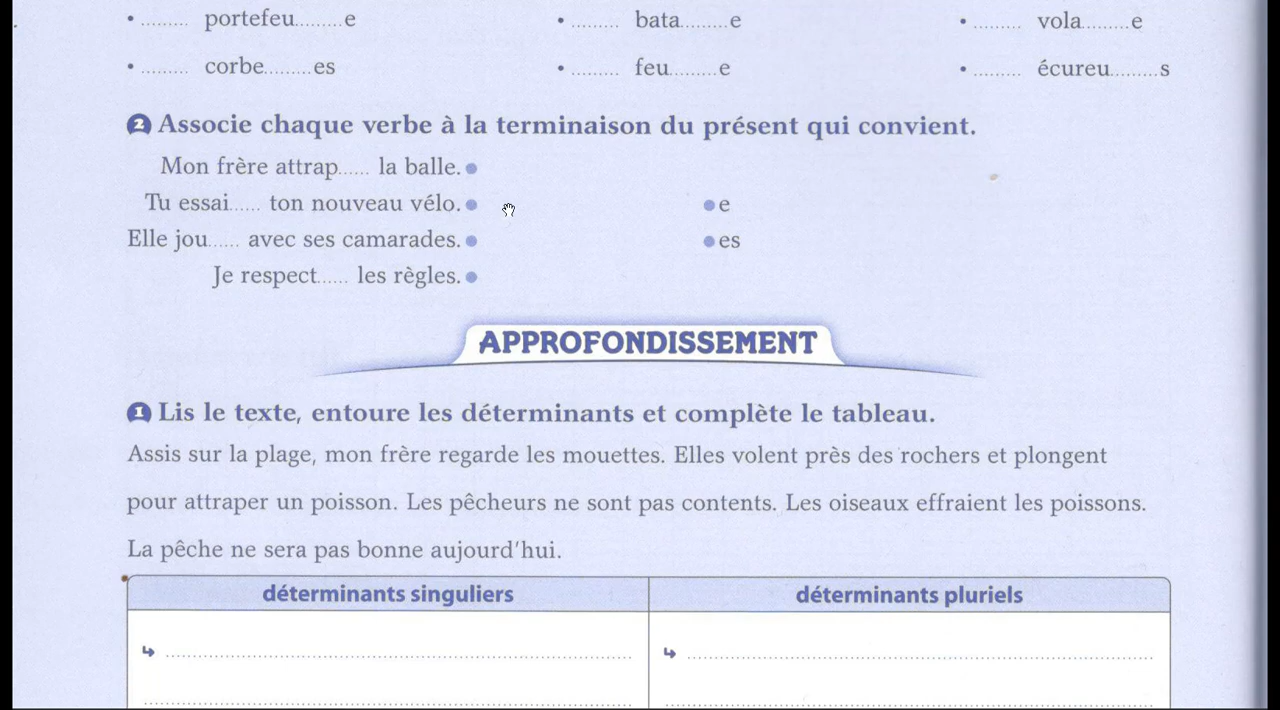 • ......... portefeu.........e • ......... bata.........e • ......... vola.........e
• ......... corbe.........es • ......... feu.........e • ......... écureu.........s
2 Associe chaque verbe à la terminaison du présent qui convient.
Mon frère attrap...... la balle. •
Tu essai...... ton nouveau vélo. • • e
Elle jou...... avec ses camarades. • • es
Je respect...... les règles. •
APPROFONDISSEMENT
1 Lis le texte, entoure les déterminants et complète le tableau.
Assis sur la plage, mon frère regarde les mouettes. Elles volent près des rochers et plongent
pour attraper un poisson. Les pêcheurs ne sont pas contents. Les oiseaux effraient les poissons.
La pêche ne sera pas bonne aujourd'hui.
déterminants singuliers déterminants pluriels